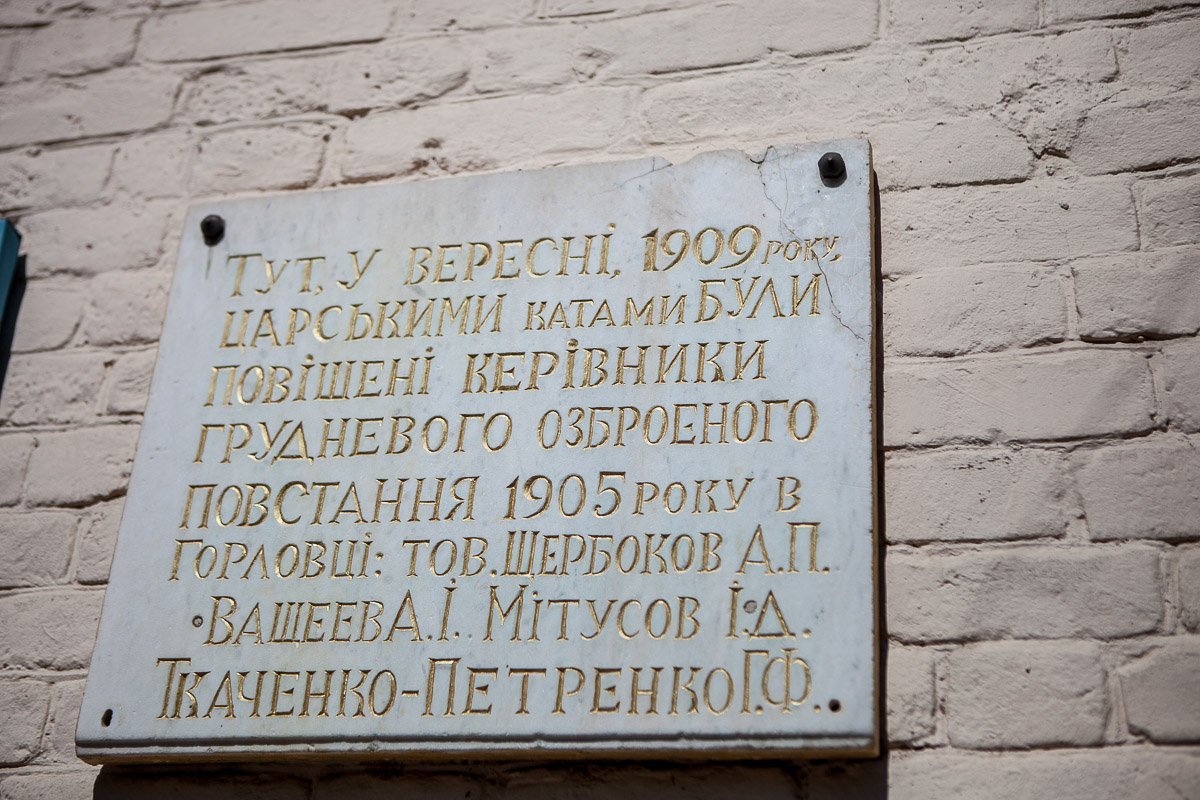 Тут, у вересні, 1909 року,
царськими катами були
повішені керівники
грудневого озброеного
повстання 1905 року в
Горловці: тов. Щербоков А.П.
Ващеев А.І. Мітусов І.Д.
Ткаченко-Петренко Г.Ф.